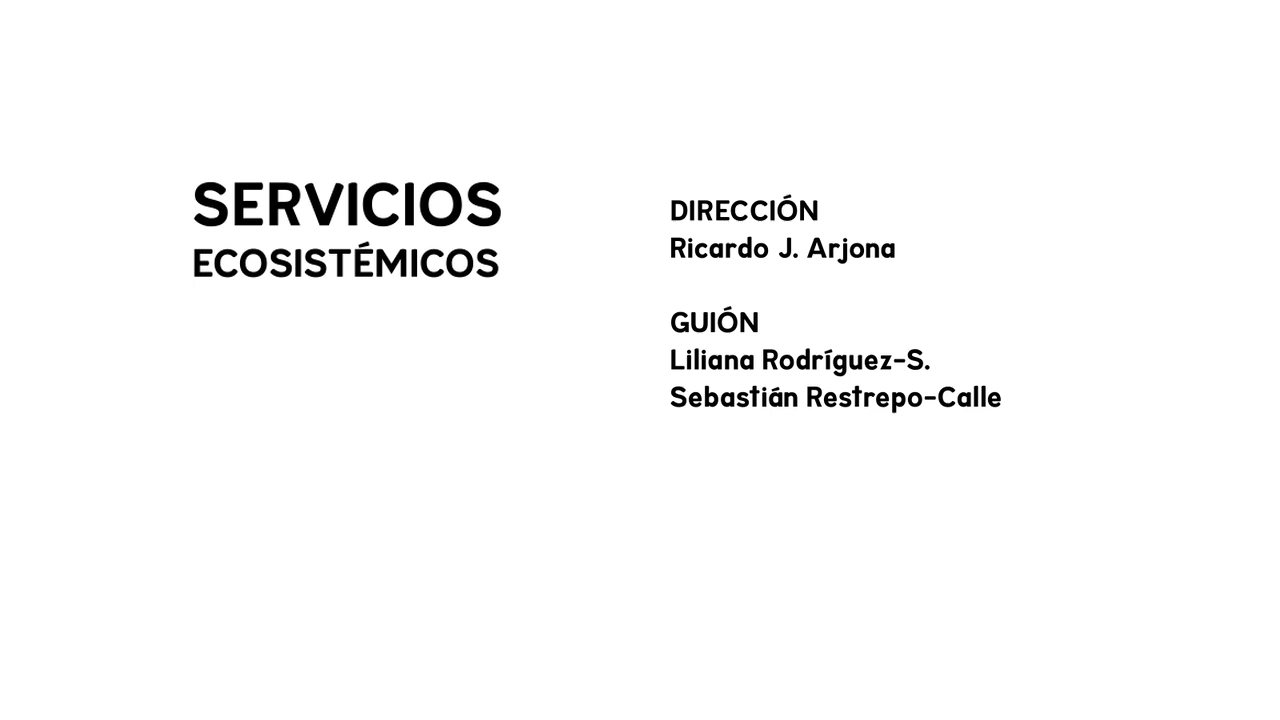 SERVICIOS
ECOSISTÉMICOS
DIRECCIÓN
Ricardo J. Arjona
GUIÓN
Liliana Rodríguez-S.
Sebastián Restrepo-Calle